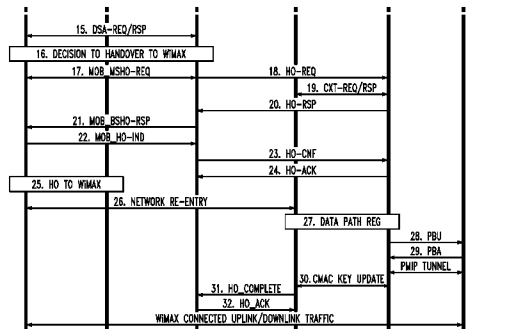 15. DSA-REQ/RSP
16. DECISION TO HANDOVER TO WiMAX
17. MOB_MSHO-REQ
18. HO-REQ
19. CXT-REQ/RSP
20. HO-RSP
21. MOB_BSHO-RSP
22. MOB_HO-IND
23. HO-CNF
24. HO-ACK
25. HO TO WiMAX
26. NETWORK RE-ENTRY
27. DATA PATH REG
28. PBU
29. PBA
PMIP TUNNEL
30. CMAC KEY UPDATE
31. HO_COMPLETE
32. HO_ACK
WiMAX CONNECTED UPLINK/DOWNLINK TRAFFIC